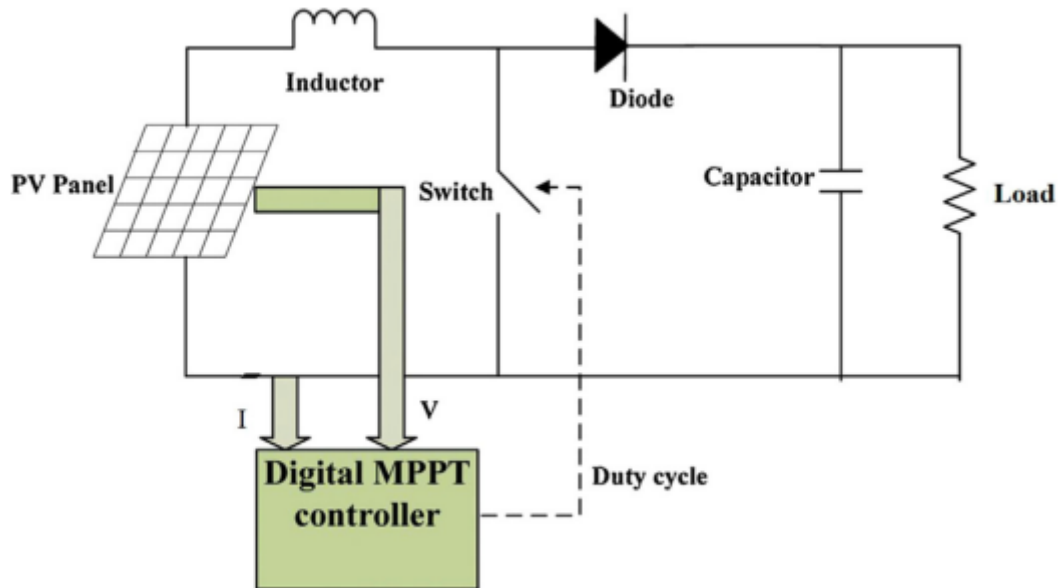 Inductor
Diode
PV Panel
Switch
Capacitor
Load
I
V
Duty cycle
Digital MPPT
controller